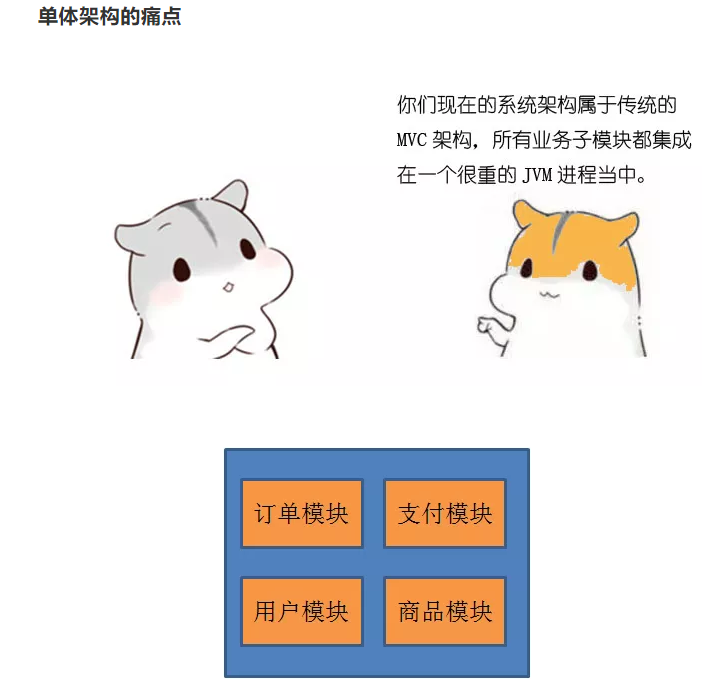 单体架构的痛点
你们现在的系统架构属于传统的
MVC 架构，所有业务子模块都集成
在一个很重的 JVM 进程当中。
订单模块 支付模块
用户模块 商品模块